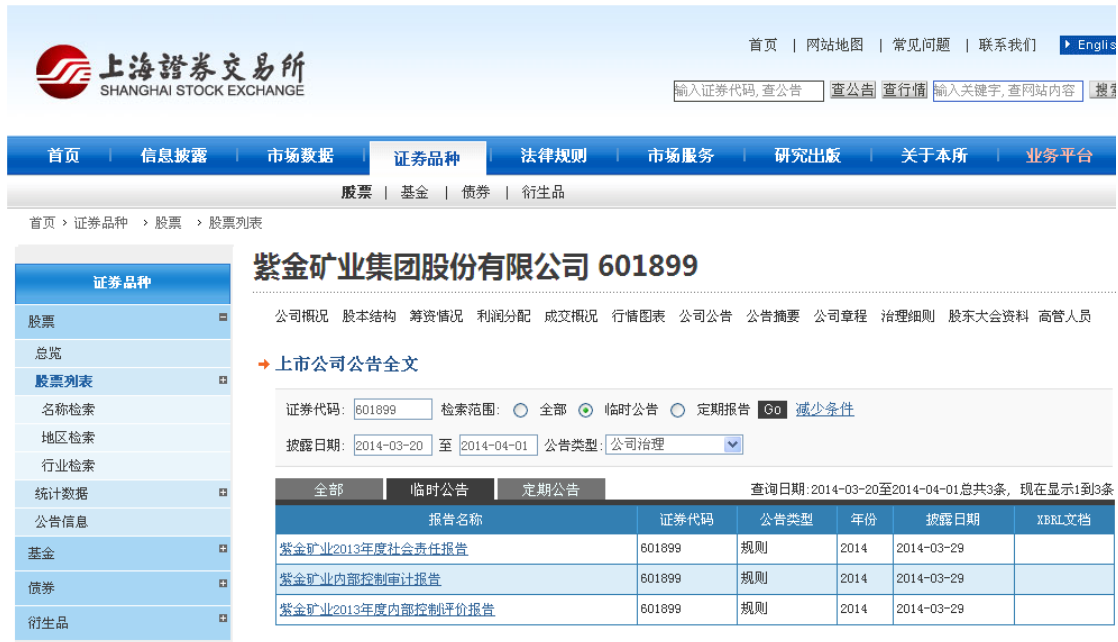 首页 | 网站地图 | 常见问题 | 联系我们
上海證券交易所
SHANGHAI STOCK EXCHANGE
输入证券代码,查公告 查公告 查行情 输入关键字,查网站内容
首页 信息披露 市场数据 证券品种 法律规则 市场服务 研究出版 关于本所 业务平台
股票 | 基金 | 债券 | 衍生品
首页 > 证券品种 > 股票 > 股票列表
证券品种
股票
总览
股票列表
名称检索
地区检索
行业检索
统计数据
公告信息
基金
债券
衍生品
紫金矿业集团股份有限公司 601899
公司概况 股本结构 筹资情况 利润分配 成交概况 行情图表 公司公告 公告摘要 公司章程 治理细则 股东大会资料 高管人员
上市公司公告全文
证券代码: 601899 检索范围: 全部 临时公告 定期报告 Go 减少条件
披露日期: 2014-03-20 至 2014-04-01 公告类型: 公司治理
全部 临时公告 定期公告 查询日期:2014-03-20至2014-04-01总共3条, 现在显示1到3条
报告名称 证券代码 公告类型 年份 披露日期 XBRL文档
紫金矿业2013年度社会责任报告 601899 规则 2014 2014-03-29
紫金矿业内部控制审计报告 601899 规则 2014 2014-03-29
紫金矿业2013年度内部控制评价报告 601899 规则 2014 2014-03-29